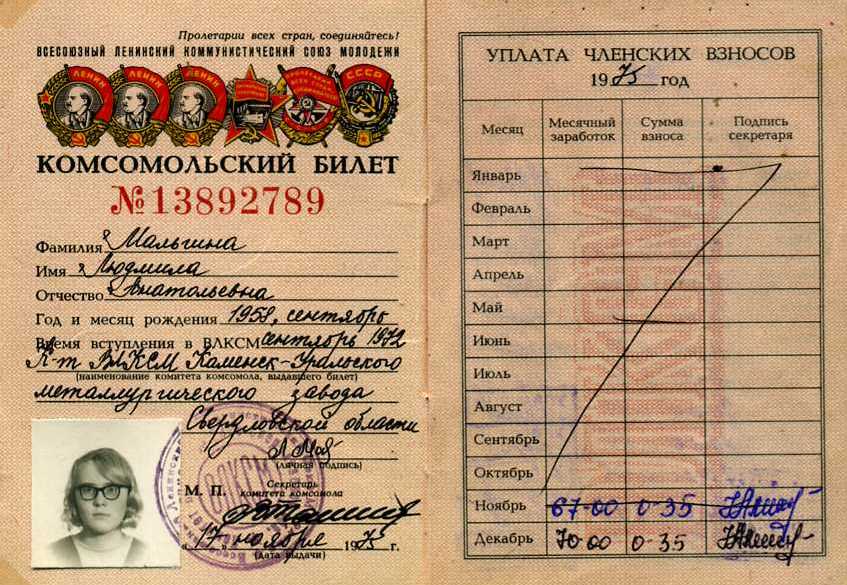 Пролетарии всех стран, соединяйтесь!
ВСЕСОЮЗНЫЙ ЛЕНИНСКИЙ КОММУНИСТИЧЕСКИЙ СОЮЗ МОЛОДЕЖИ
ЛЕНИН ЛЕНИН ЛЕНИН СССР
КОМСОМОЛЬСКИЙ БИЛЕТ
№13892789
Фамилия Мальгина
Имя Людмила
Отчество Анатольевна
Год и месяц рождения 1958, сентябрь
Время вступления в ВЛКСМ сентябрь 1972
К-т ВЛКСМ Каменск-Уральского
(наименование комитета комсомола, выдавшего билет)
металлургического завода
Свердловской области
(личная подпись)
М. П. Секретарь комитета комсомола
"17" ноября 1975 г.
(дата выдачи)
УПЛАТА ЧЛЕНСКИХ ВЗНОСОВ
1975 год
Месяц Месячный заработок Сумма взноса Подпись секретаря
Январь
Февраль
Март
Апрель
Май
Июнь
Июль
Август
Сентябрь
Октябрь
Ноябрь 67-00 0-35
Декабрь 70-00 0-35